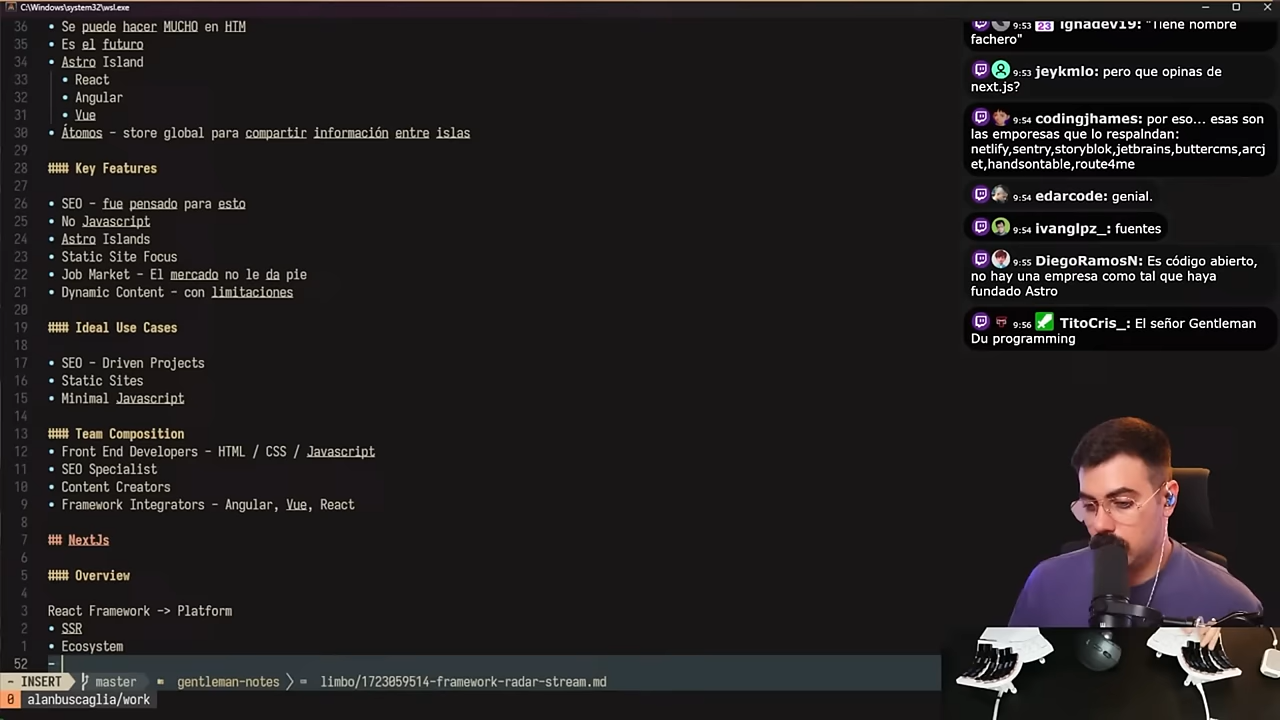 C:\Windows\system32\wsl.exe
36 • Se puede hacer MUCHO en HTM
35 • Es el futuro
34 • Astro Island
33 • React
32 • Angular
31 • Vue
30 • Átomos - store global para compartir información entre islas
29
28 #### Key Features
27
26 • SEO - fue pensado para esto
25 • No Javascript
24 • Astro Islands
23 • Static Site Focus
22 • Job Market - El mercado no le da pie
21 • Dynamic Content - con limitaciones
20
19 #### Ideal Use Cases
18
17 • SEO - Driven Projects
16 • Static Sites
15 • Minimal Javascript
14
13 #### Team Composition
12 • Front End Developers - HTML / CSS / Javascript
11 • SEO Specialist
10 • Content Creators
9 • Framework Integrators - Angular, Vue, React
8
7 ## NextJs
6
5 #### Overview
4
3 React Framework -> Platform
2 • SSR
1 • Ecosystem
52 -
- INSERT master gentleman-notes limbo/1723059514-framework-radar-stream.md
0 alanbuscaglia/work
9:53 23 ignadev19: "Tiene nombre
fachero"
9:53 jeykmlo: pero que opinas de
next.js?
9:54 codingjhames: por eso... esas son
las emporesas que lo respalndan:
netlify,sentry,storyblok,jetbrains,buttercms,arcj
et,handsontable,route4me
9:54 edarcode: genial.
9:54 ivanglpz_: fuentes
9:55 DiegoRamosN: Es código abierto,
no hay una empresa como tal que haya
fundado Astro
9:56 TitoCris_: El señor Gentleman
Du programming